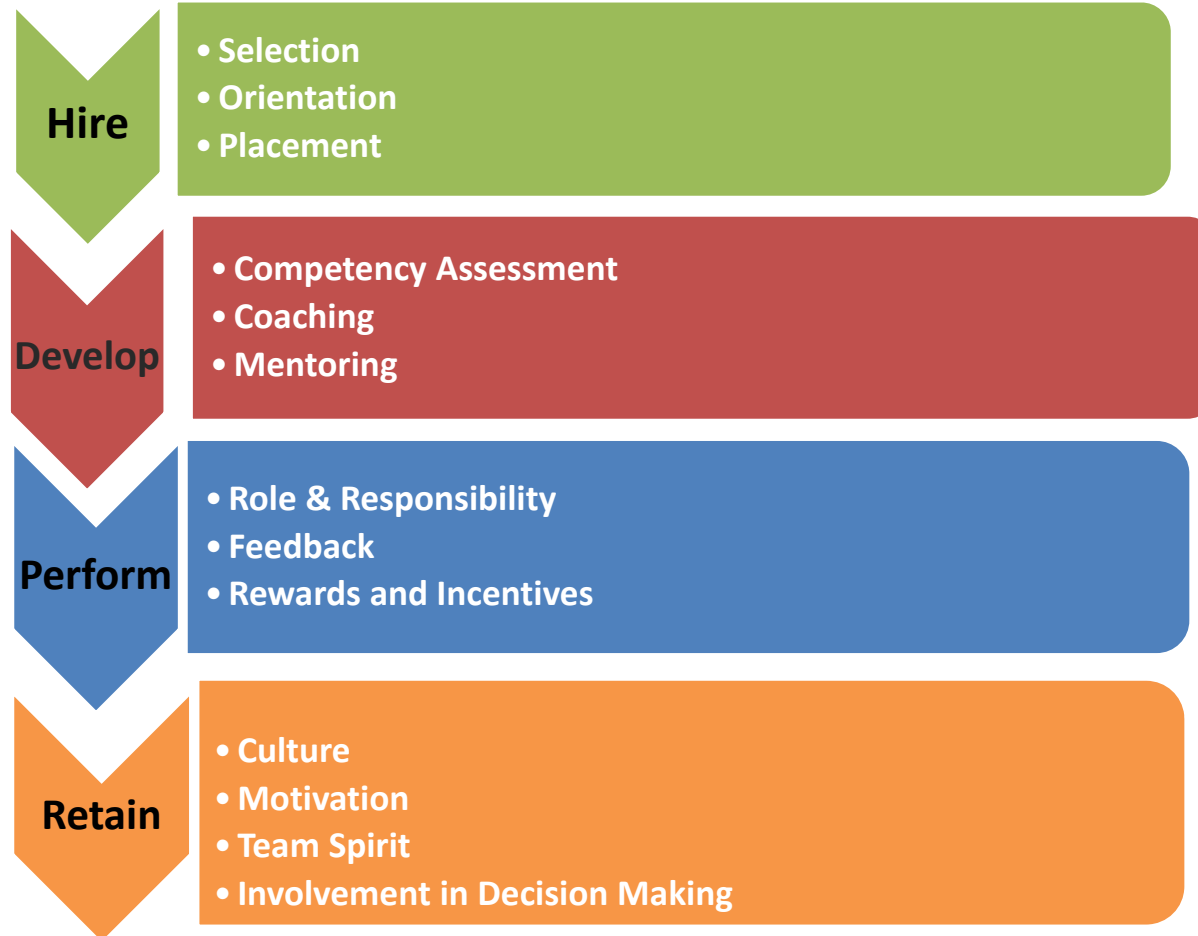 Hire
• Selection
• Orientation
• Placement
Develop
• Competency Assessment
• Coaching
• Mentoring
Perform
• Role & Responsibility
• Feedback
• Rewards and Incentives
Retain
• Culture
• Motivation
• Team Spirit
• Involvement in Decision Making